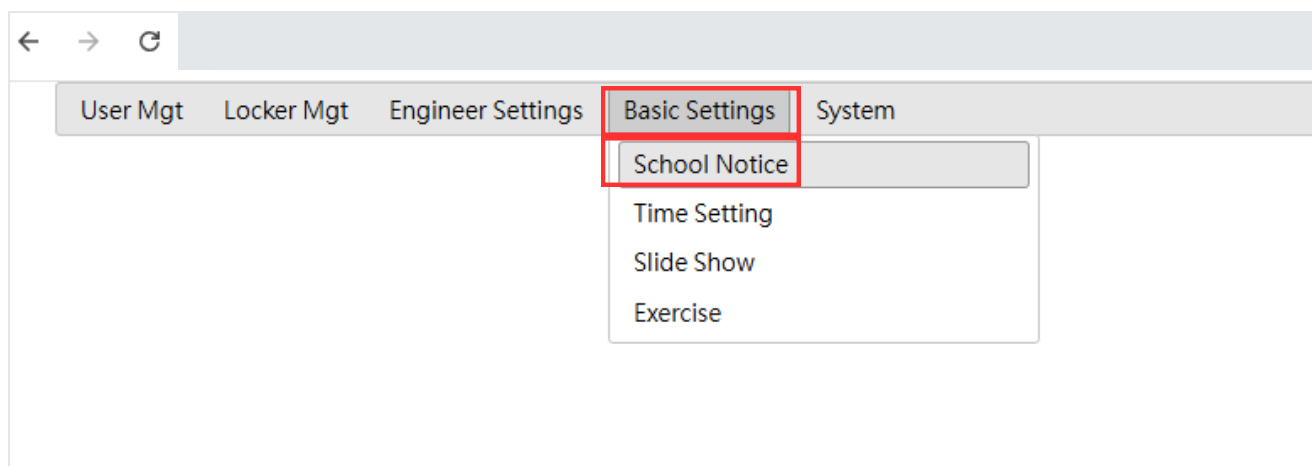 User Mgt Locker Mgt Engineer Settings Basic Settings System
School Notice
Time Setting
Slide Show
Exercise